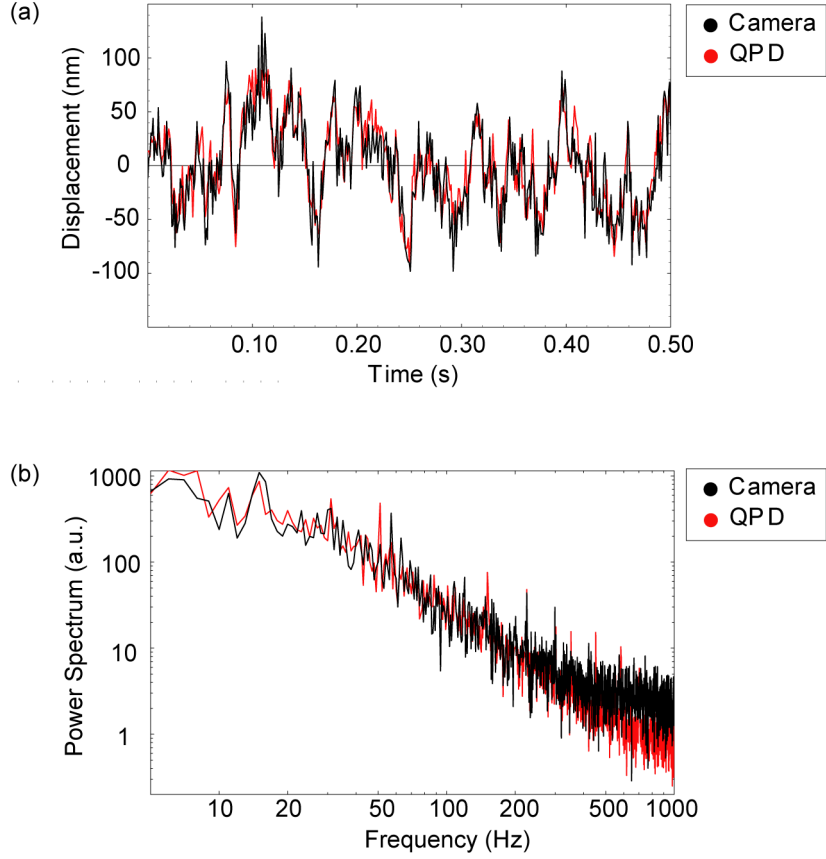 (a)
Camera
QPD
Displacement (nm)
100
50
0
-50
-100
0.10 0.20 0.30 0.40 0.50
Time (s)
(b)
Camera
QPD
Power Spectrum (a.u.)
1000
100
10
1
10 20 50 100 200 500 1000
Frequency (Hz)